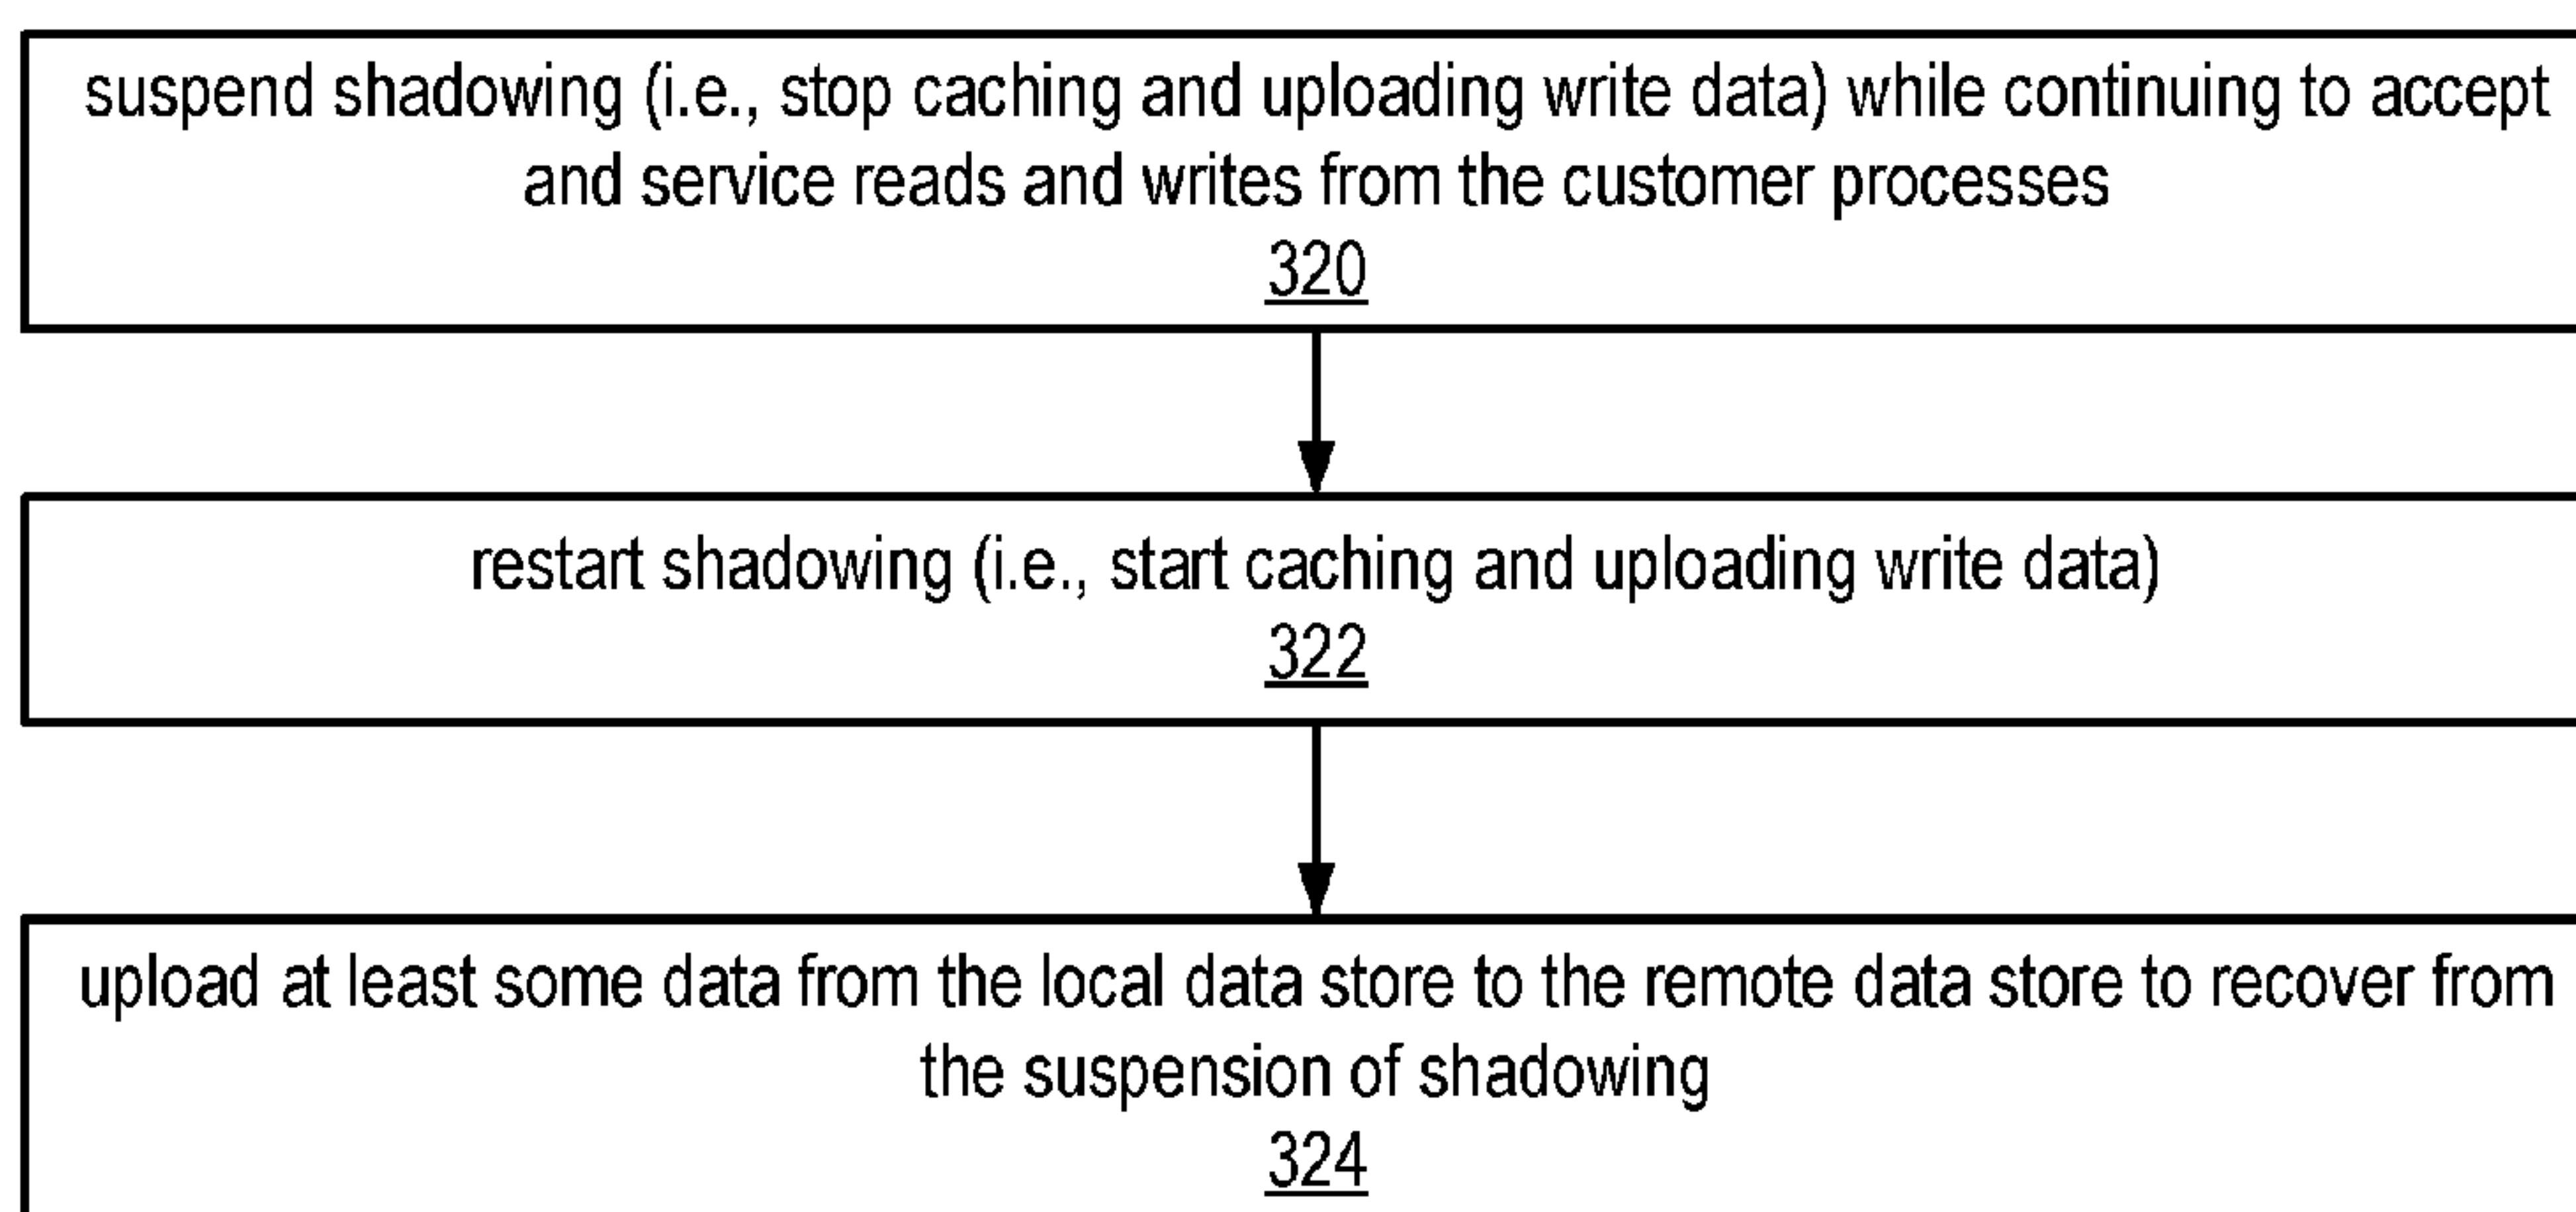 suspend shadowing (i.e., stop caching and uploading write data) while continuing to accept
and service reads and writes from the customer processes
320
restart shadowing (i.e., start caching and uploading write data)
322
upload at least some data from the local data store to the remote data store to recover from
the suspension of shadowing
324